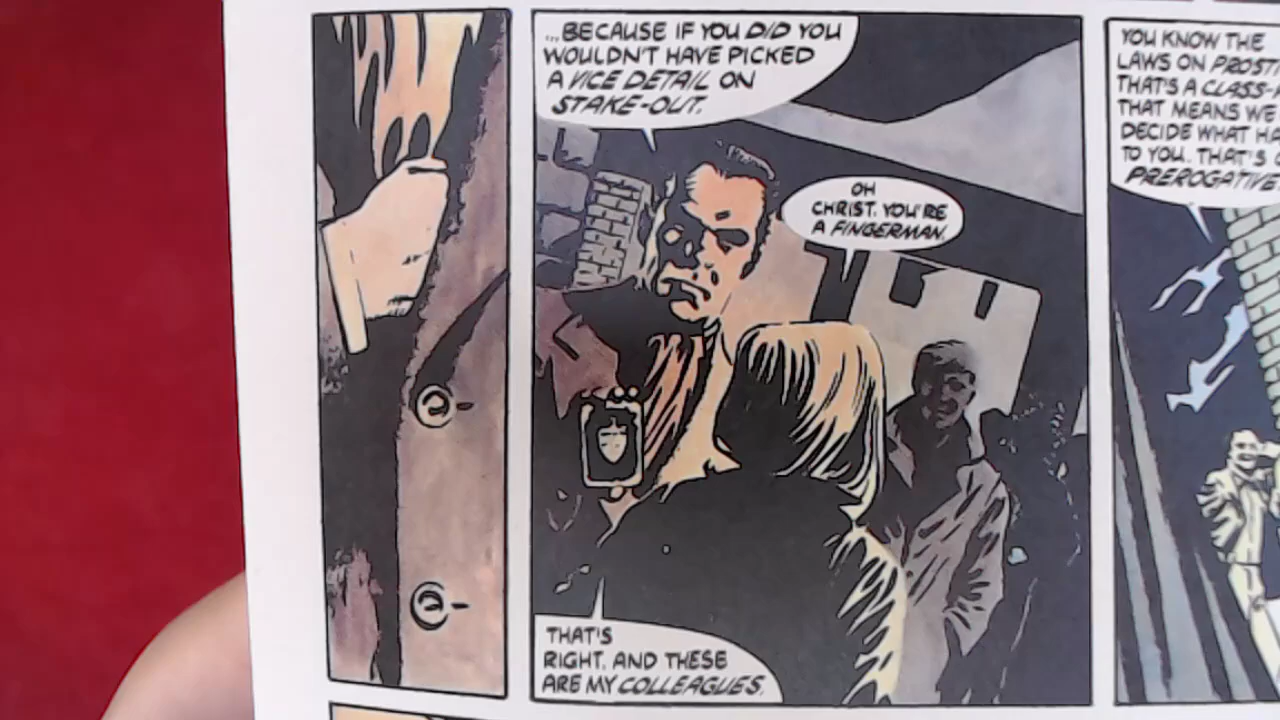 ...BECAUSE IF YOU DID YOU
WOULDN'T HAVE PICKED
A VICE DETAIL ON
STAKE-OUT.
OH
CHRIST. YOU'RE
A FINGERMAN.
THAT'S
RIGHT. AND THESE
ARE MY COLLEAGUES.
YOU KNOW THE
LAWS ON
THAT'S A CLASS-
THAT MEANS WE
DECIDE WHAT
TO YOU. THAT'S
PREROGATIVE